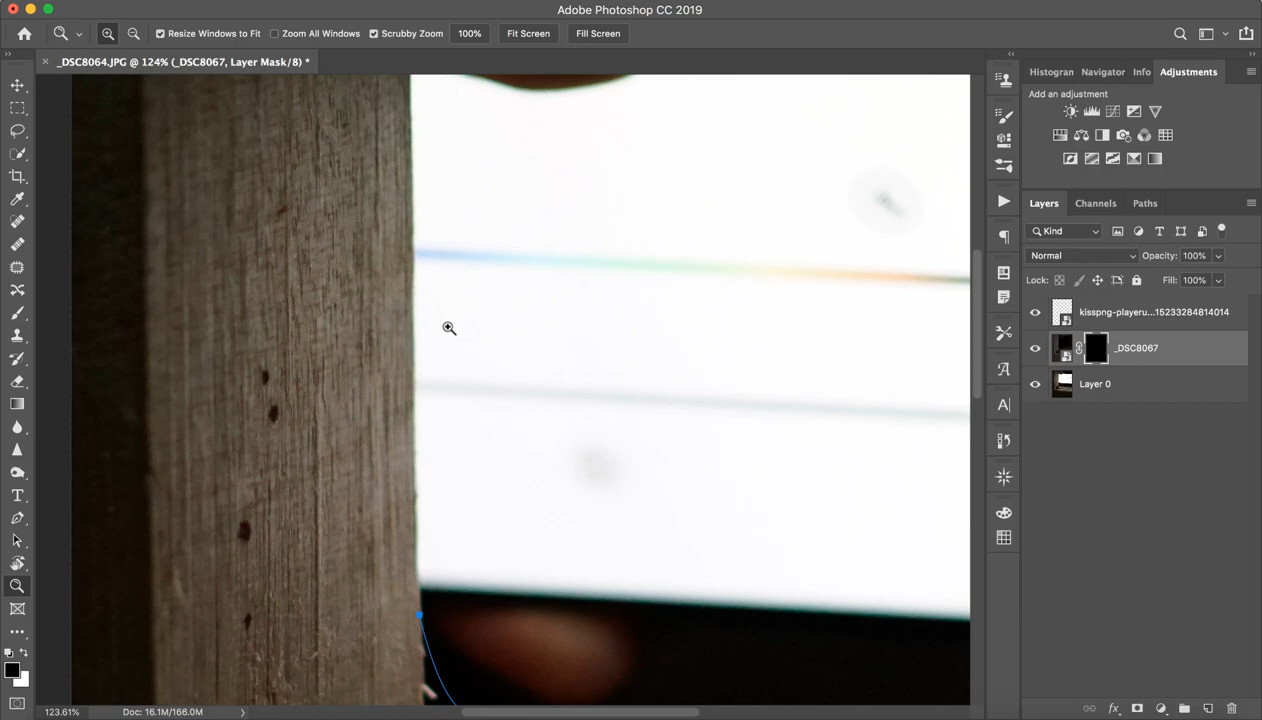 Adobe Photoshop CC 2019
Resize Windows to Fit
Zoom All Windows
Scrubby Zoom
100%
Fit Screen
Fill Screen
_DSC8064.JPG @ 124% (_DSC8067, Layer Mask/8) *
Histogran
Navigator
Info
Adjustments
Add an adjustment
Layers
Channels
Paths
Kind
Normal
Opacity: 100%
Lock:
Fill: 100%
kisspng-playeru...15233284814014
_DSC8067
Layer 0
123.61%
Doc: 16.1M/166.0M